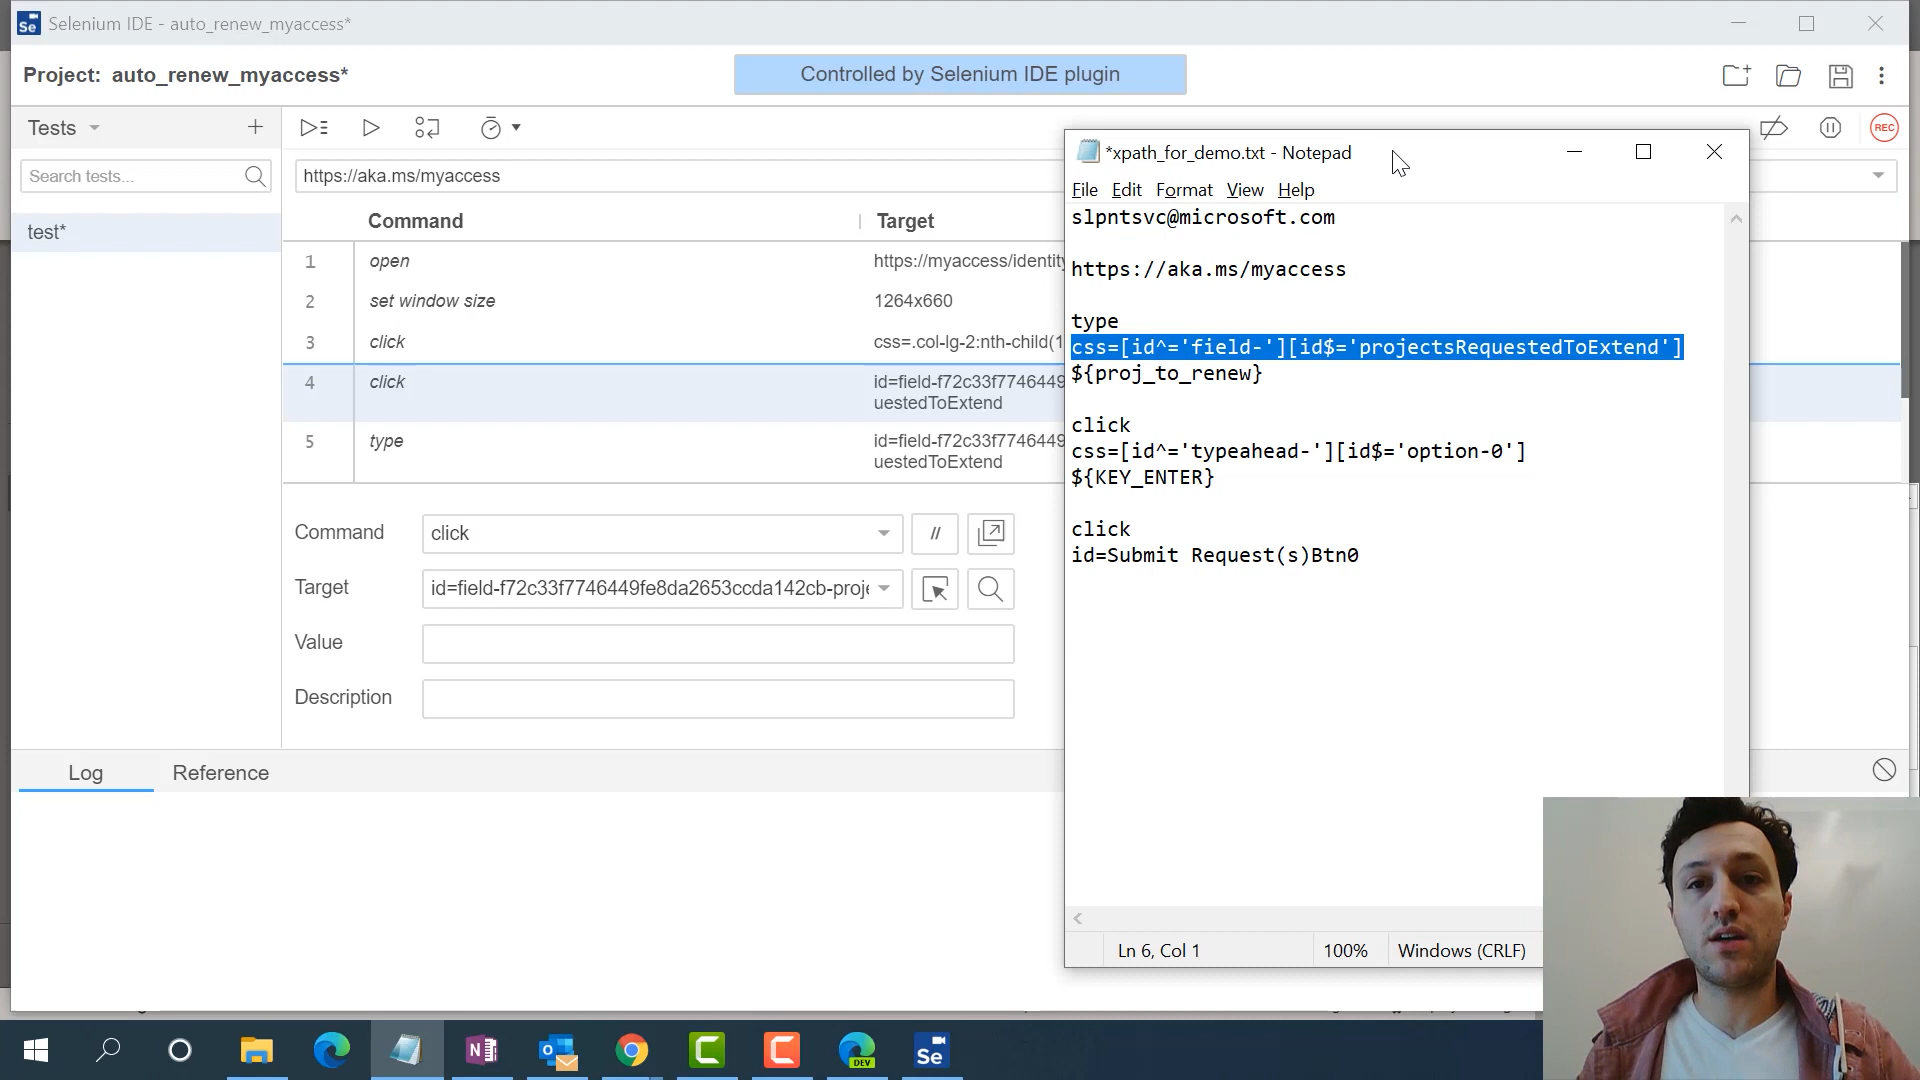 Selenium IDE - auto_renew_myaccess*
Project: auto_renew_myaccess*
Controlled by Selenium IDE plugin
Tests
REC
Search tests...
https://aka.ms/myaccess
test*
Command
Target
1
open
https://myaccess/identity
2
set window size
1264x660
3
click
css=.col-lg-2:nth-child(1
4
click
id=field-f72c33f7746449
uestedToExtend
5
type
id=field-f72c33f7746449
uestedToExtend
Command
click
//
Target
id=field-f72c33f7746449fe8da2653ccda142cb-proje
Value
Description
Log
Reference
*xpath_for_demo.txt - Notepad
File Edit Format View Help
slpntsvc@microsoft.com
https://aka.ms/myaccess
type
css=[id^='field-'][id$='projectsRequestedToExtend']
${proj_to_renew}
click
css=[id^='typeahead-'][id$='option-0']
${KEY_ENTER}
click
id=Submit Request(s)Btn0
Ln 6, Col 1
100%
Windows (CRLF)
DEV
Se